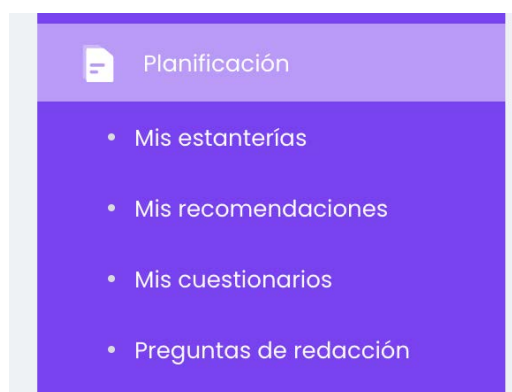 Planificación
Mis estanterías
Mis recomendaciones
Mis cuestionarios
Preguntas de redacción